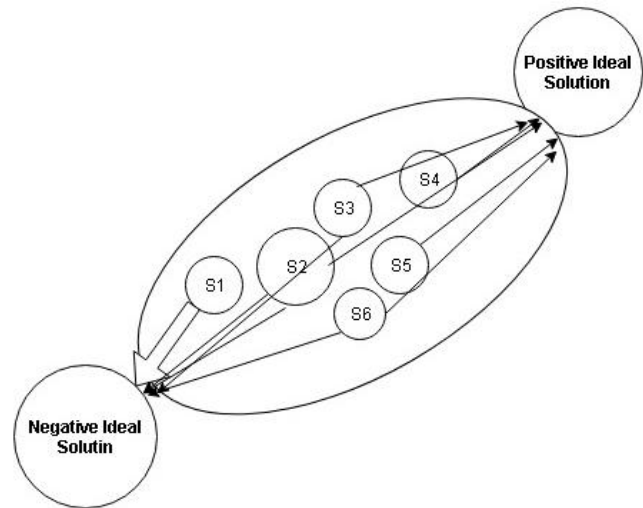 Positive Ideal
Solution
S4
S3
S2
S5
S1
S6
Negative Ideal
Solutin